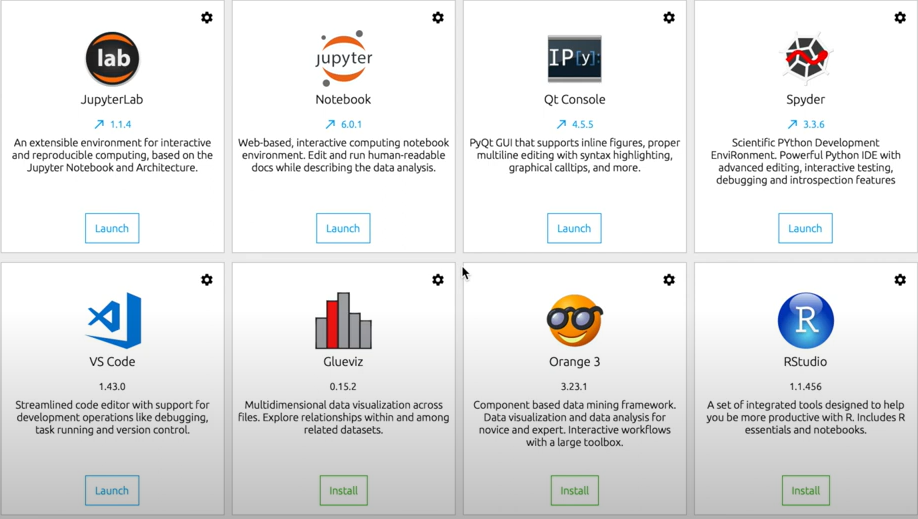 lab
JupyterLab
1.1.4
An extensible environment for interactive
and reproducible computing, based on the
Jupyter Notebook and Architecture.
Launch
jupyter
Notebook
6.0.1
Web-based, interactive computing notebook
environment. Edit and run human-readable
docs while describing the data analysis.
Launch
IP[y]:
Qt Console
4.5.5
PyQt GUI that supports inline figures, proper
multiline editing with syntax highlighting,
graphical calltips, and more.
Launch
Spyder
3.3.6
Scientific PYthon Development
EnviRonment. Powerful Python IDE with
advanced editing, interactive testing,
debugging and introspection features
Launch
VS Code
1.43.0
Streamlined code editor with support for
development operations like debugging,
task running and version control.
Launch
Glueviz
0.15.2
Multidimensional data visualization across
files. Explore relationships within and among
related datasets.
Install
Orange 3
3.23.1
Component based data mining framework.
Data visualization and data analysis for
novice and expert. Interactive workflows
with a large toolbox.
Install
R
RStudio
1.1.456
A set of integrated tools designed to help
you be more productive with R. Includes R
essentials and notebooks.
Install